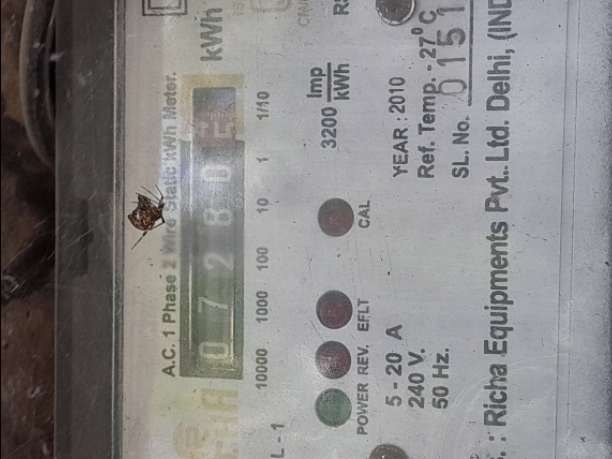 kWh
A.C. 1 Phase 2 Wire Static kWh Meter.
0 7 2 8 0 5
10000 1000 100 10 1 1/10
L - 1
3200 Imp/kWh
POWER REV. EFLT CAL
5 - 20 A
240 V.
50 Hz.
YEAR : 2010
Ref. Temp. - 27° C
SL. No. 0151
: Richa Equipments Pvt.. Ltd. Delhi, (IND